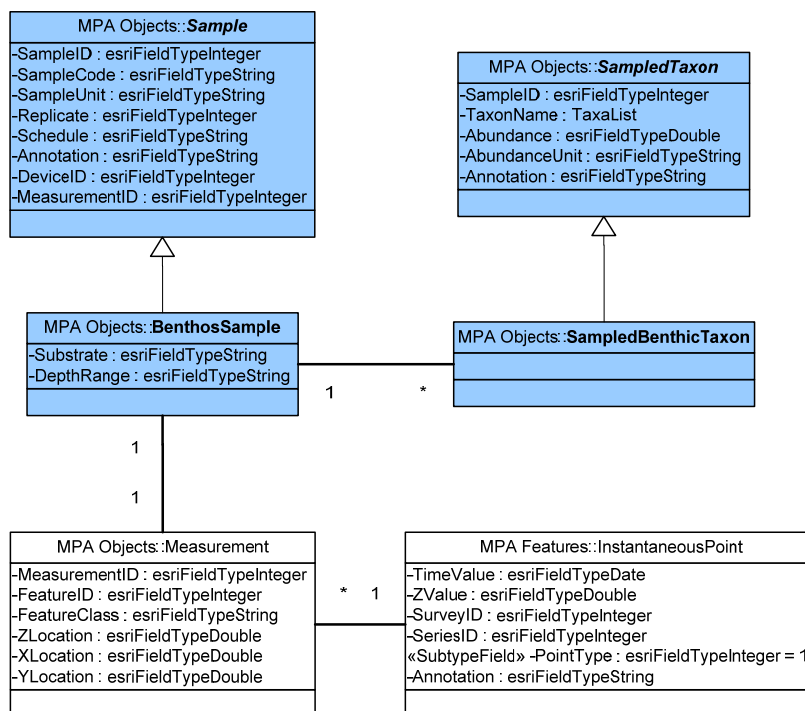 MPA Objects::Sample
-SampleID : esriFieldTypeInteger
-SampleCode : esriFieldTypeString
-SampleUnit : esriFieldTypeString
-Replicate : esriFieldTypeInteger
-Schedule : esriFieldTypeString
-Annotation : esriFieldTypeString
-DeviceID : esriFieldTypeInteger
-MeasurementID : esriFieldTypeInteger
MPA Objects::SampledTaxon
-SampleID : esriFieldTypeInteger
-TaxonName : TaxaList
-Abundance : esriFieldTypeDouble
-AbundanceUnit : esriFieldTypeString
-Annotation : esriFieldTypeString
MPA Objects::BenthosSample
-Substrate : esriFieldTypeString
-DepthRange : esriFieldTypeString
MPA Objects::SampledBenthicTaxon
1 *
1
1
MPA Objects::Measurement
-MeasurementID : esriFieldTypeInteger
-FeatureID : esriFieldTypeInteger
-FeatureClass : esriFieldTypeString
-ZLocation : esriFieldTypeDouble
-XLocation : esriFieldTypeDouble
-YLocation : esriFieldTypeDouble
* 1
MPA Features::InstantaneousPoint
-TimeValue : esriFieldTypeDate
-ZValue : esriFieldTypeDouble
-SurveyID : esriFieldTypeInteger
-SeriesID : esriFieldTypeInteger
«SubtypeField» -PointType : esriFieldTypeInteger = 1
-Annotation : esriFieldTypeString